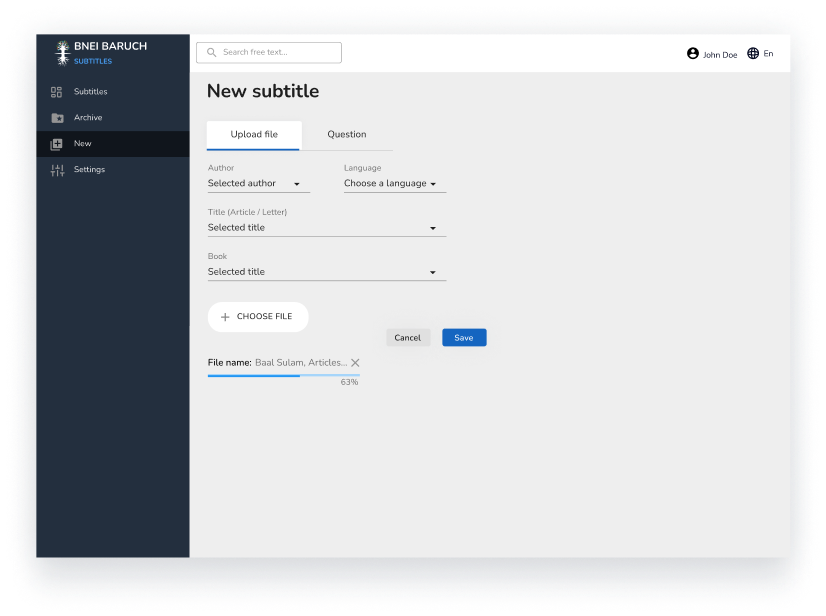 BNEI BARUCH
SUBTITLES
Search free text...
John Doe
En
Subtitles
Archive
New
Settings
New subtitle
Upload file
Question
Author
Language
Selected author
Choose a language
Title (Article / Letter)
Selected title
Book
Selected title
+ CHOOSE FILE
Cancel
Save
File name: Baal Sulam, Articles...
63%